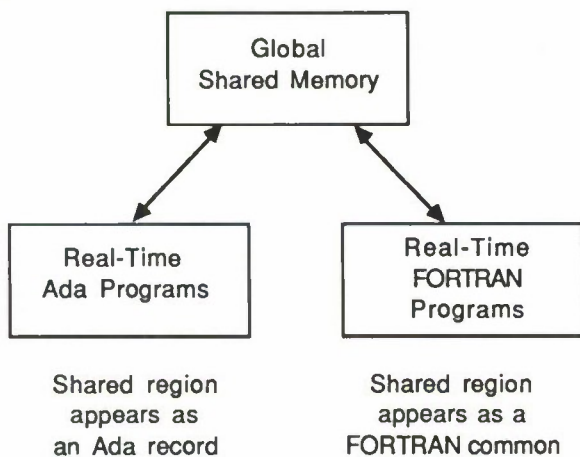 Global
Shared Memory
Real-Time
Ada Programs
Real-Time
FORTRAN
Programs
Shared region
appears as
an Ada record
Shared region
appears as a
FORTRAN common